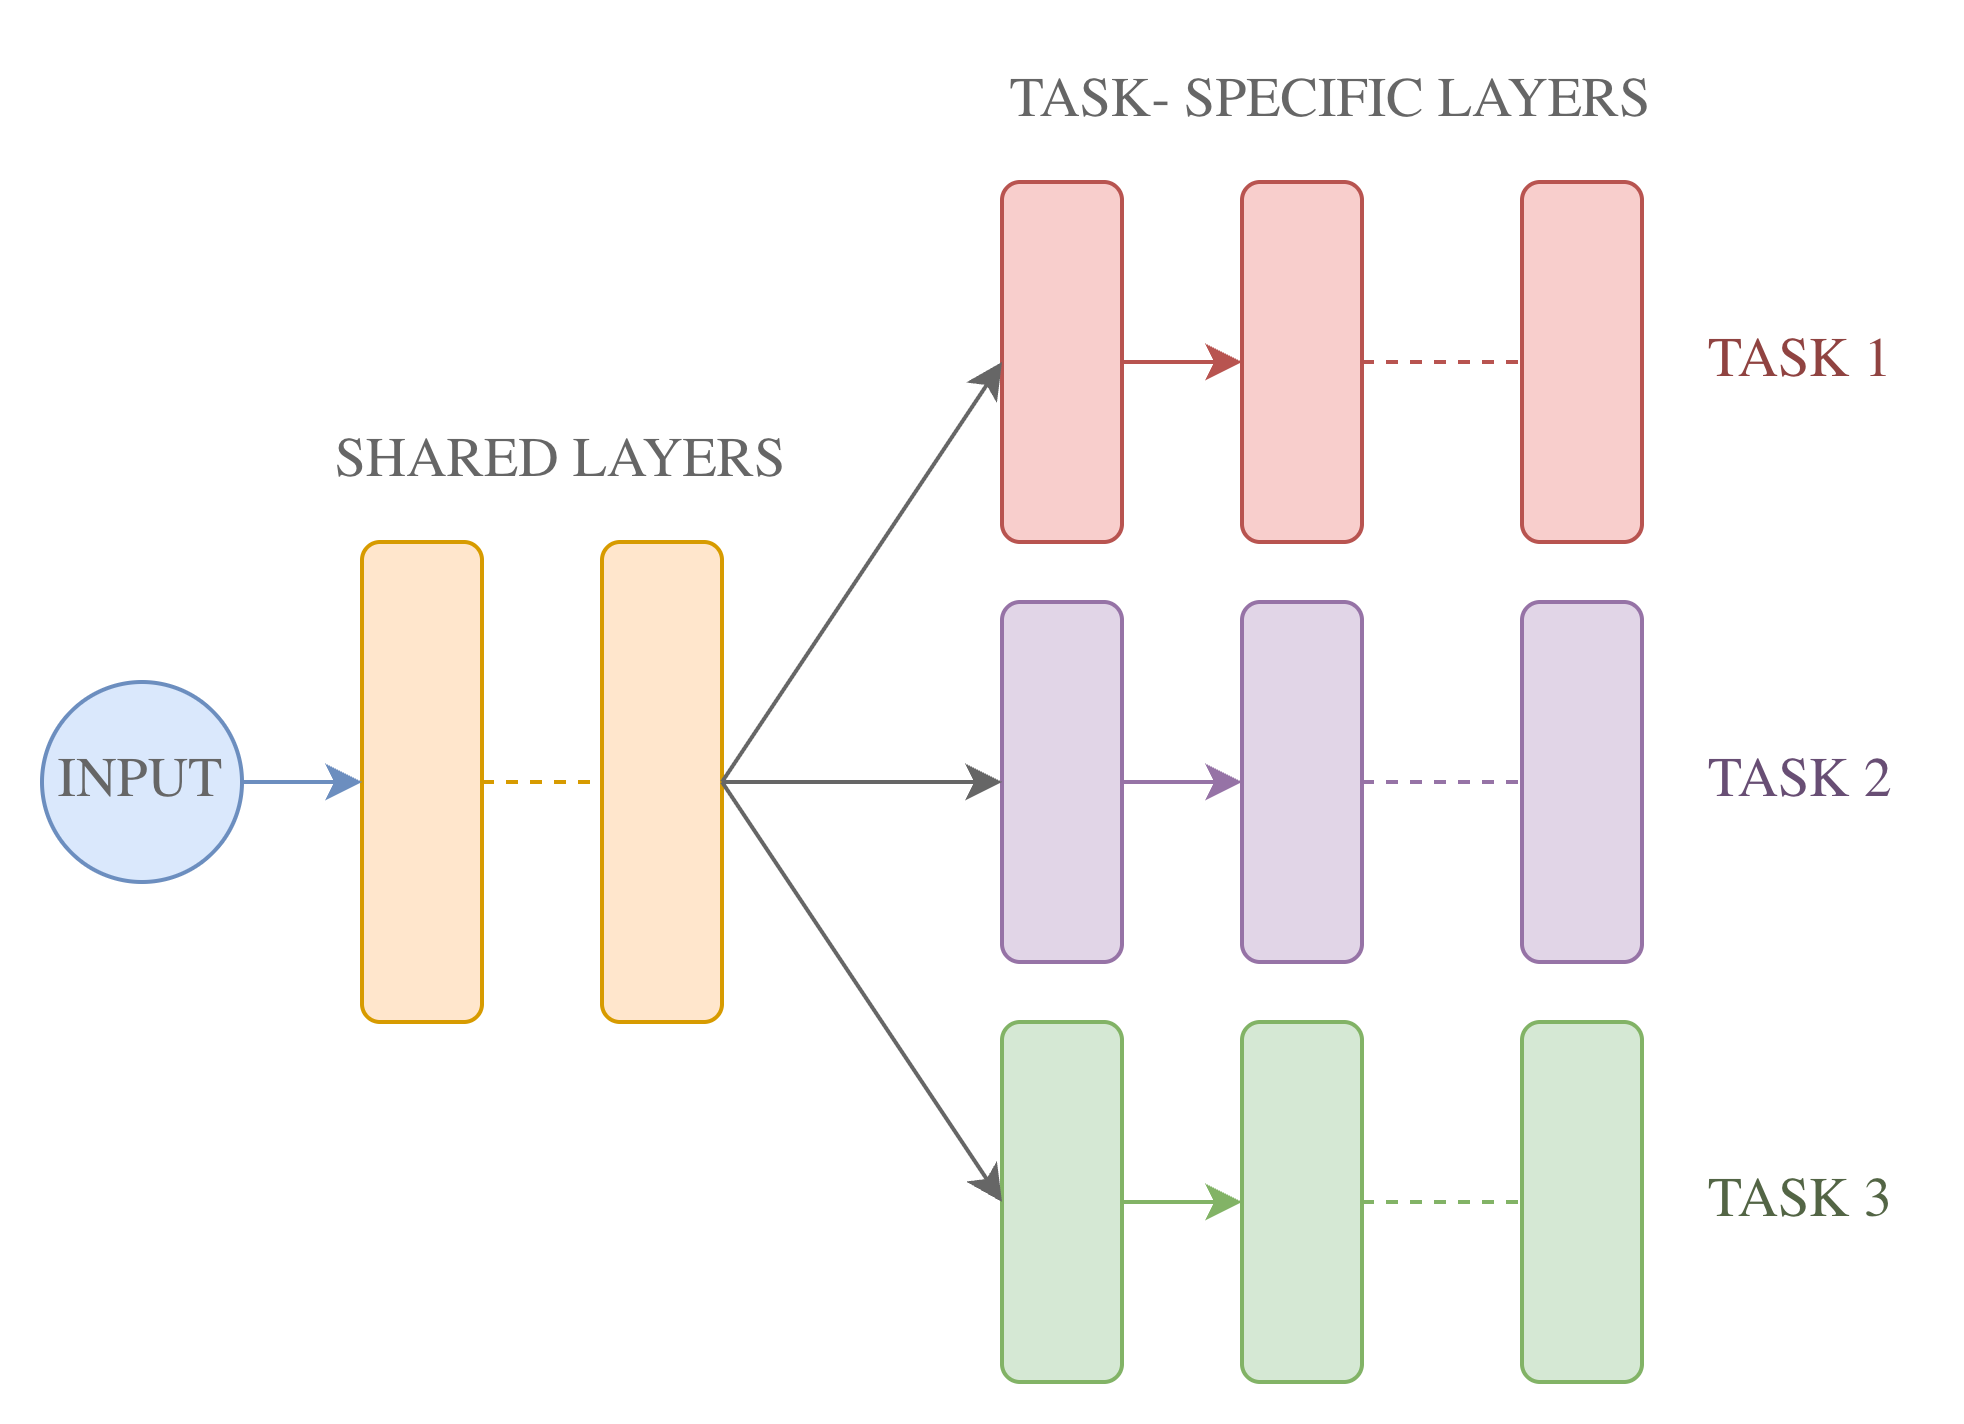 TASK- SPECIFIC LAYERS
SHARED LAYERS
INPUT
TASK 1
TASK 2
TASK 3